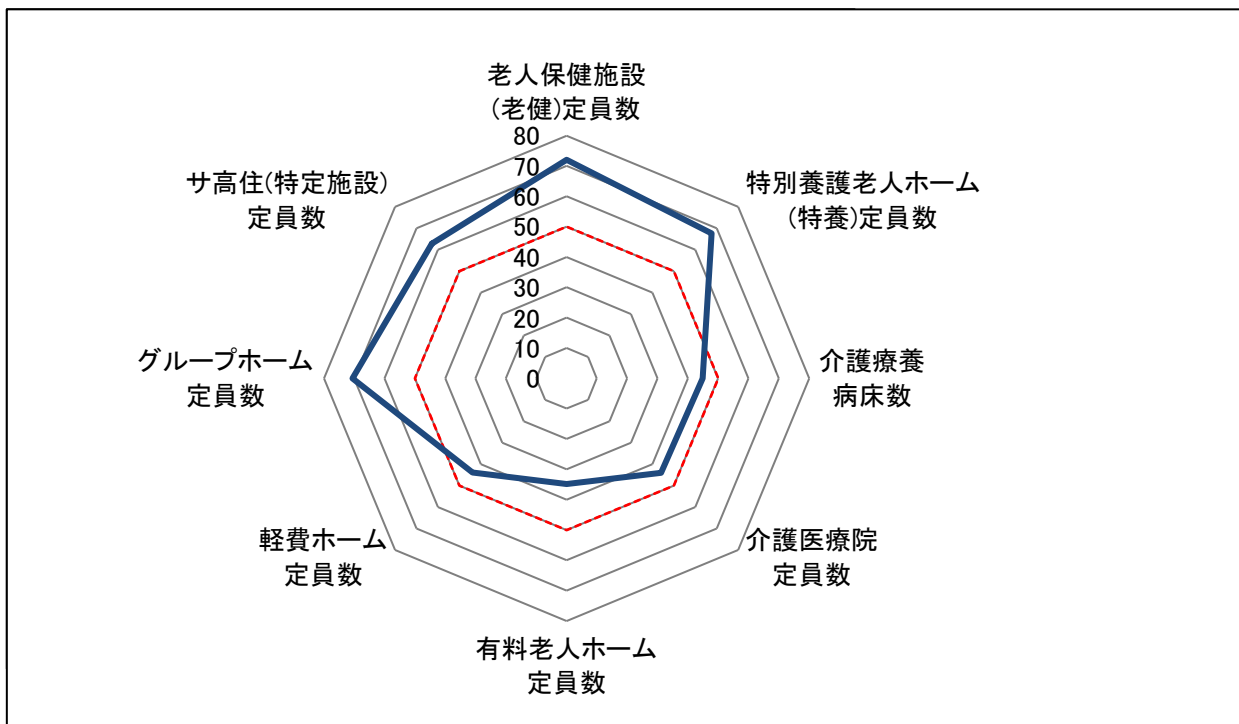 老人保健施設
(老健)定員数
特別養護老人ホーム
(特養)定員数
介護療養
病床数
介護医療院
定員数
有料老人ホーム
定員数
軽費ホーム
定員数
グループホーム
定員数
サ高住(特定施設)
定員数
80
70
60
50
40
30
20
10
0